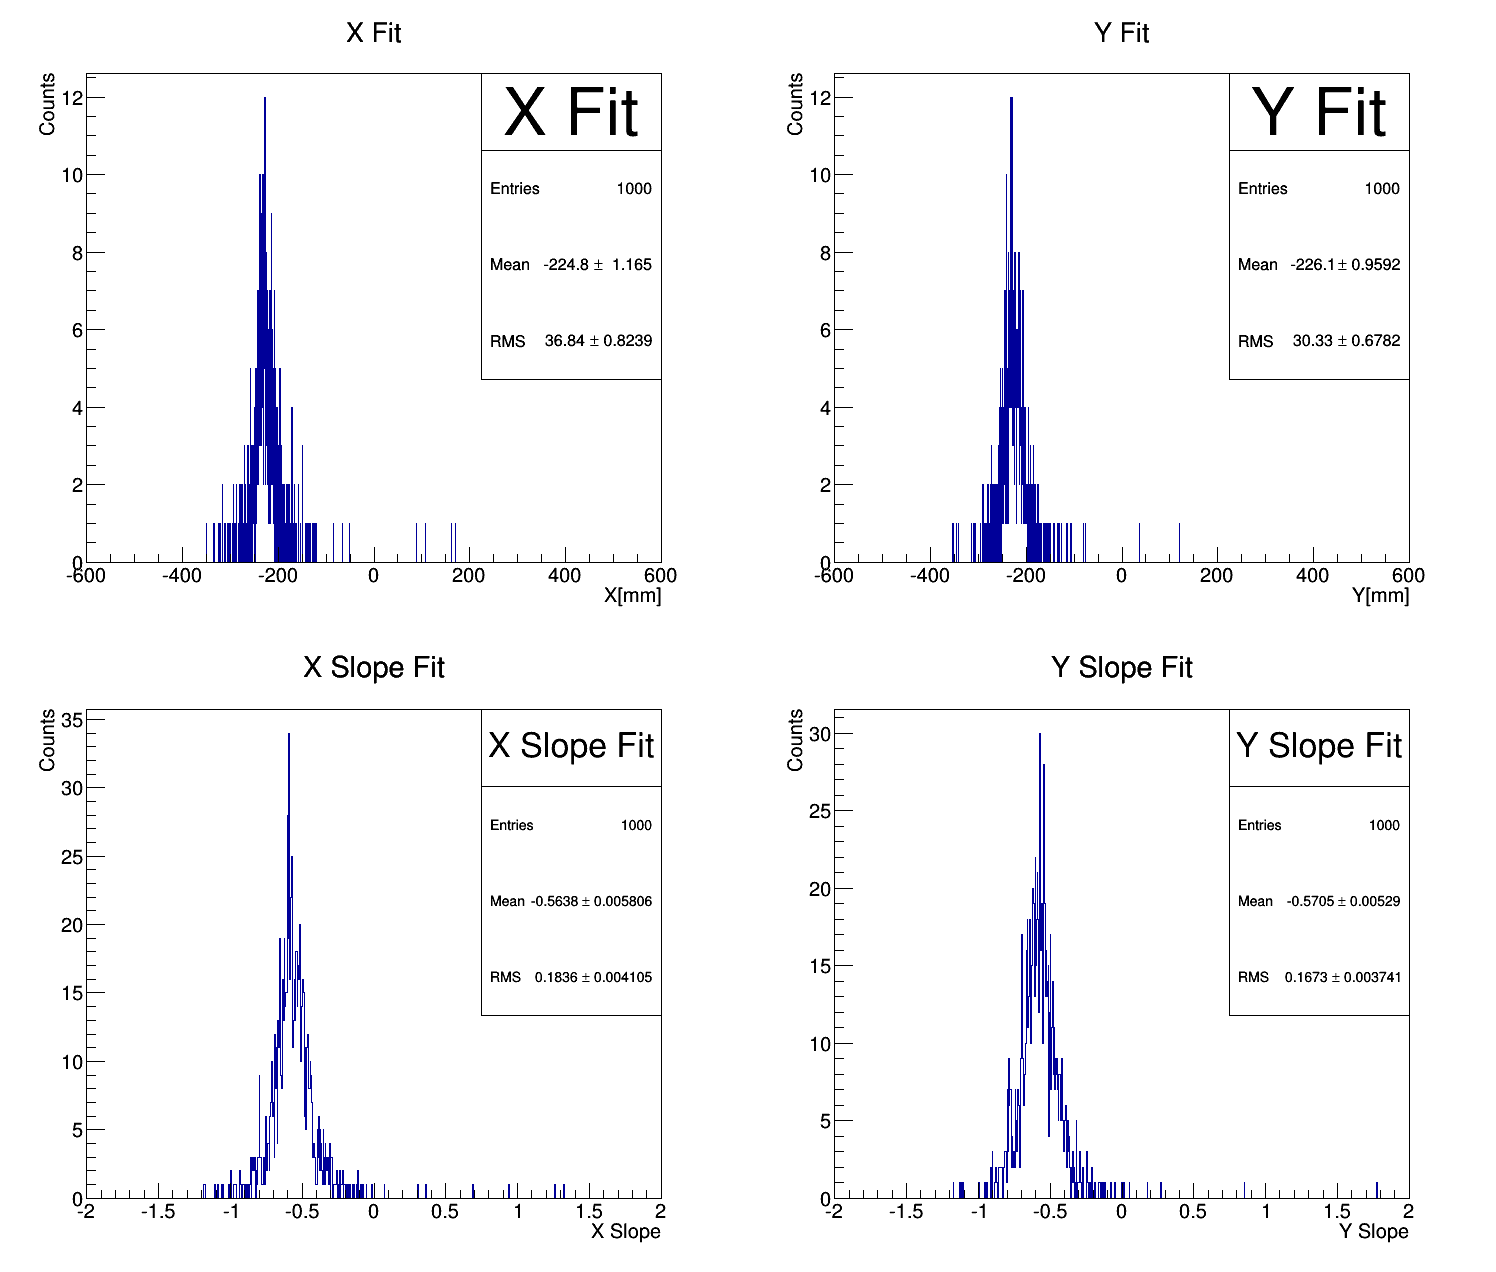 X Fit
Counts
12
10
8
6
4
2
0
-600 -400 -200 0 200 400 600
X[mm]
X Fit
Entries 1000
Mean -224.8 ± 1.165
RMS 36.84 ± 0.8239
Y Fit
Counts
12
10
8
6
4
2
0
-600 -400 -200 0 200 400 600
Y[mm]
Y Fit
Entries 1000
Mean -226.1 ± 0.9592
RMS 30.33 ± 0.6782
X Slope Fit
Counts
35
30
25
20
15
10
5
0
-2 -1.5 -1 -0.5 0 0.5 1 1.5 2
X Slope
X Slope Fit
Entries 1000
Mean -0.5638 ± 0.005806
RMS 0.1836 ± 0.004105
Y Slope Fit
Counts
30
25
20
15
10
5
0
-2 -1.5 -1 -0.5 0 0.5 1 1.5 2
Y Slope
Y Slope Fit
Entries 1000
Mean -0.5705 ± 0.00529
RMS 0.1673 ± 0.003741